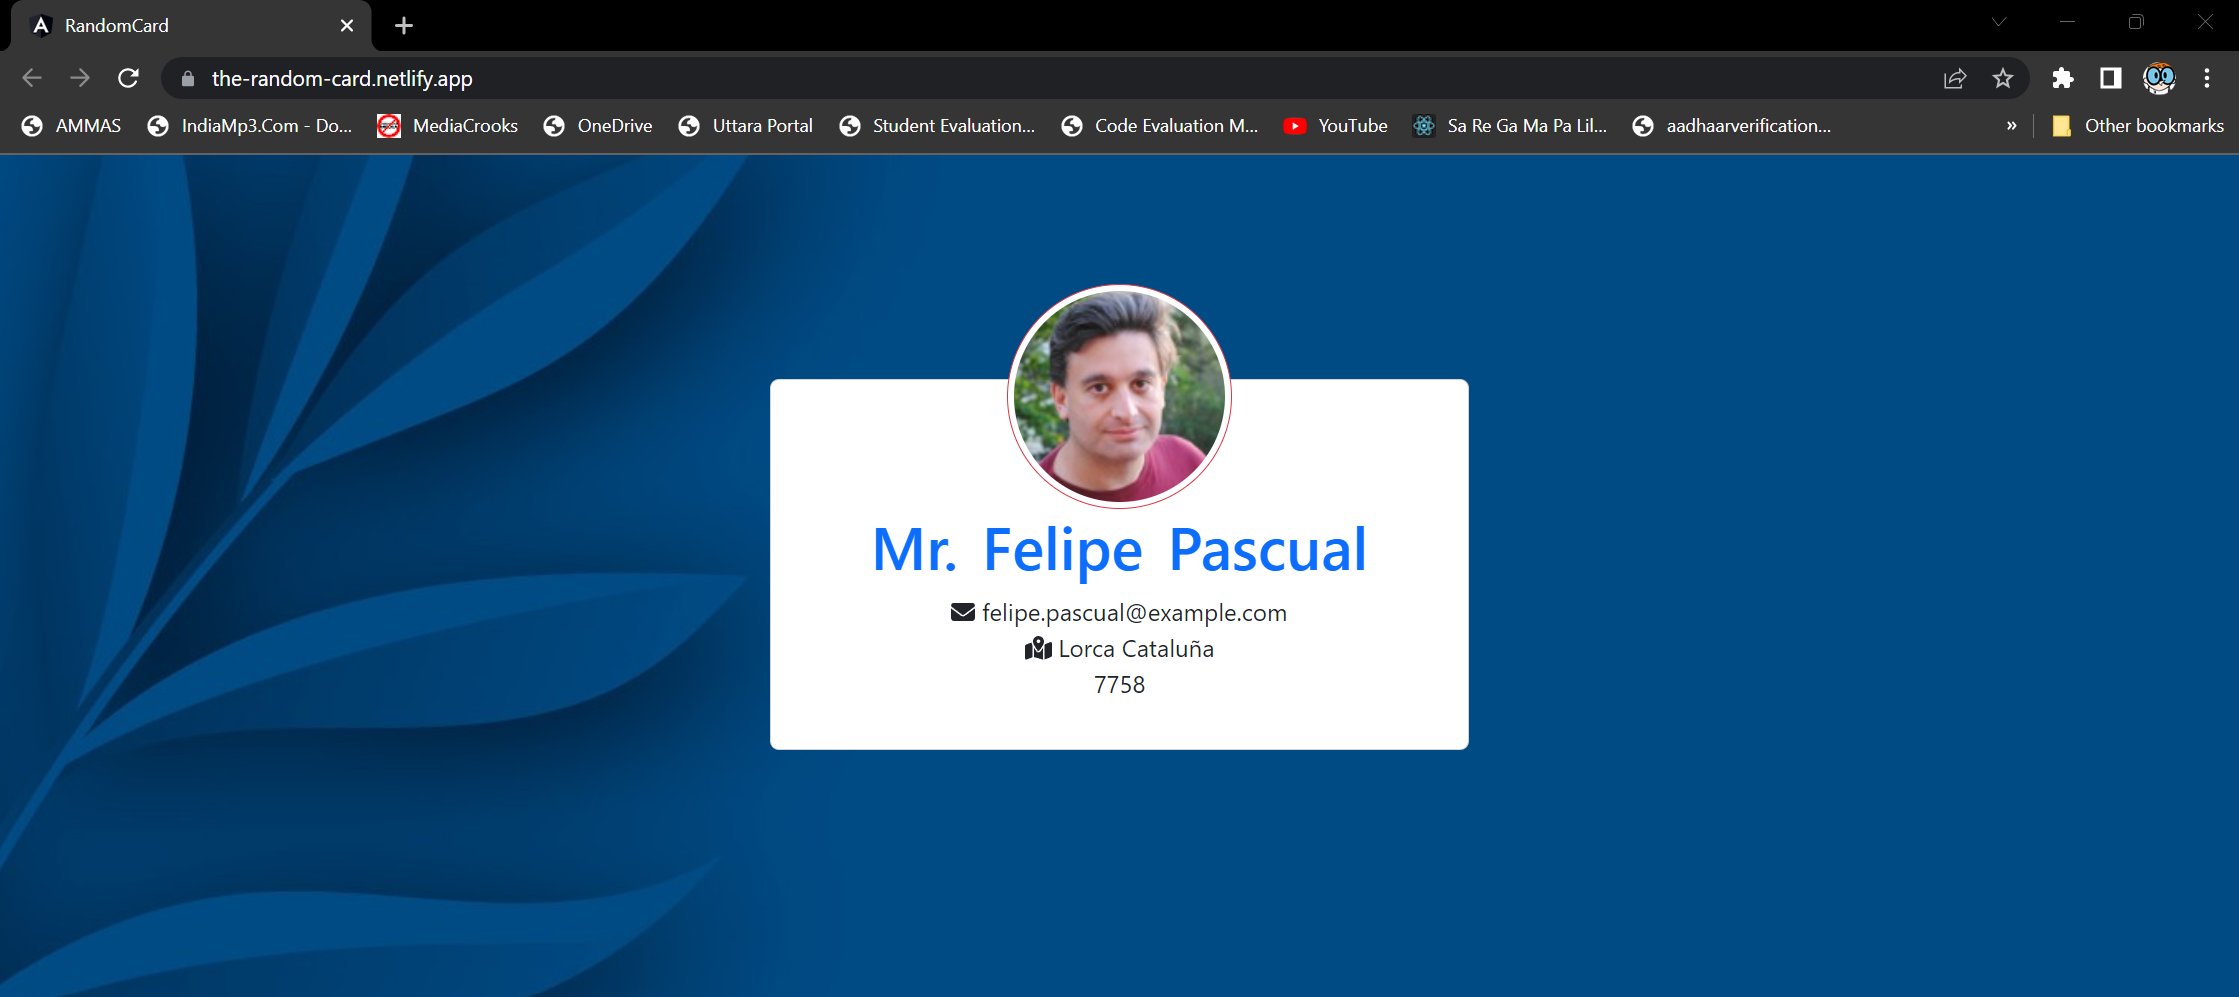 RandomCard
the-random-card.netlify.app
AMMAS IndiaMp3.Com - Do... MediaCrooks OneDrive Uttara Portal Student Evaluation... Code Evaluation M... YouTube Sa Re Ga Ma Pa Lil... aadhaarverification... » Other bookmarks
Mr. Felipe Pascual
felipe.pascual@example.com
Lorca Cataluña
7758